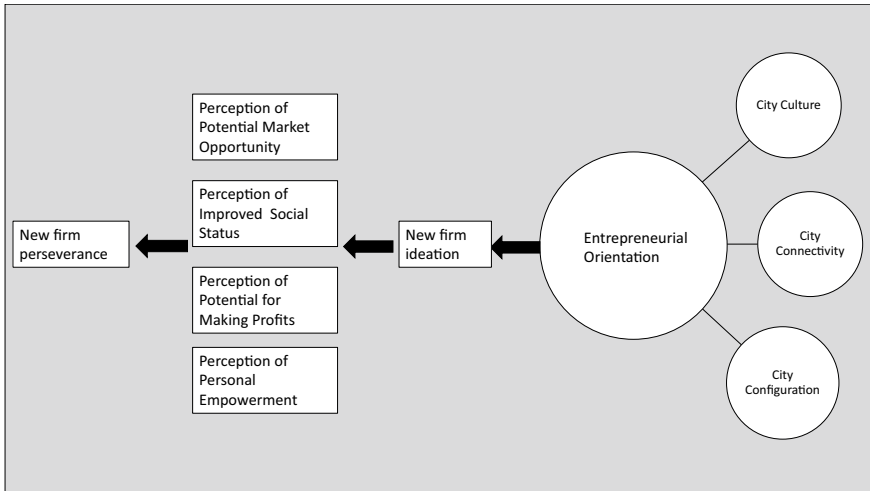 Perception of
Potential Market
Opportunity
Perception of
Improved Social
Status
Perception of
Potential for
Making Profits
Perception of
Personal
Empowerment
New firm
perseverance
New firm
ideation
Entrepreneurial
Orientation
City Culture
City
Connectivity
City
Configuration